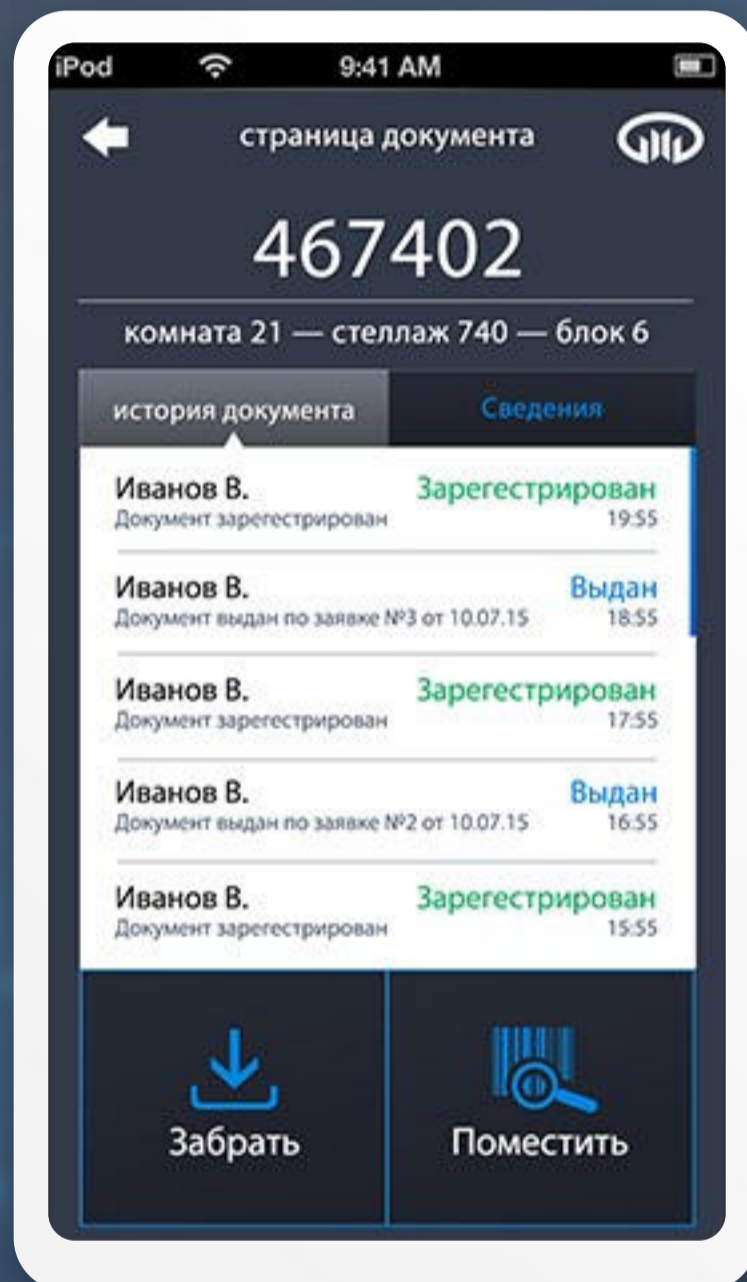 iPod 9:41 AM
страница документа
467402
комната 21 — стеллаж 740 — блок 6
история документа Сведения
Иванов В. Зарегестрирован
Документ зарегестрирован 19:55
Иванов В. Выдан
Документ выдан по заявке №3 от 10.07.15 18:55
Иванов В. Зарегестрирован
Документ зарегестрирован 17:55
Иванов В. Выдан
Документ выдан по заявке №2 от 10.07.15 16:55
Иванов В. Зарегестрирован
Документ зарегестрирован 15:55
Забрать Поместить